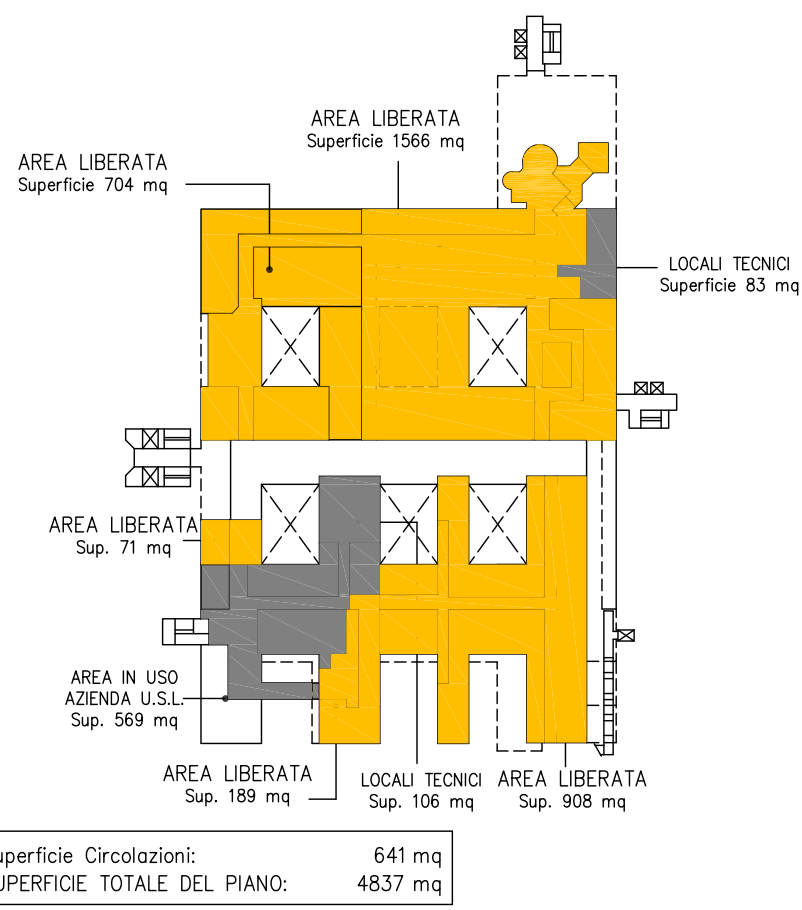 AREA LIBERATA
Superficie 1566 mq
AREA LIBERATA
Superficie 704 mq
LOCALI TECNICI
Superficie 83 mq
AREA LIBERATA
Sup. 71 mq
AREA IN USO
AZIENDA U.S.L.
Sup. 569 mq
AREA LIBERATA
Sup. 189 mq
LOCALI TECNICI
Sup. 106 mq
AREA LIBERATA
Sup. 908 mq
uperficie Circolazioni: 641 mq
UPERFICIE TOTALE DEL PIANO: 4837 mq